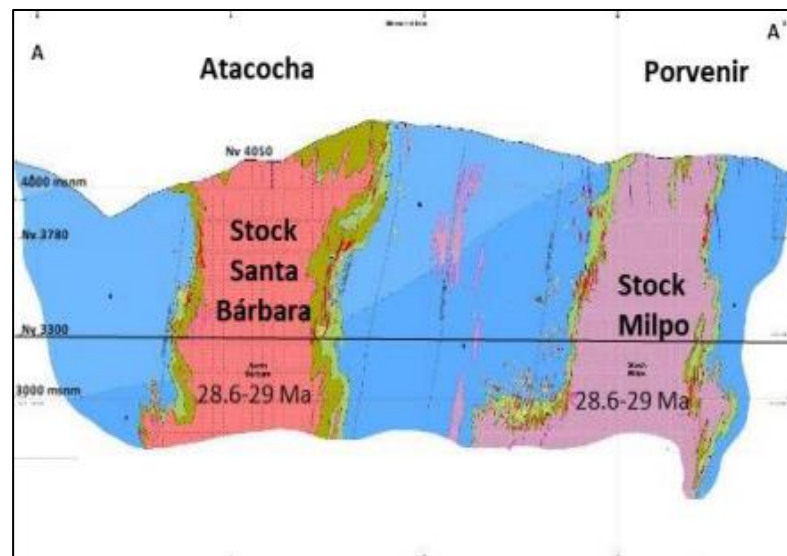 A
A
Atacocha
Porvenir
Nv 4050
4000 msnm
Nv. 3780
Stock
Santa
Bárbara
Stock
Milpo
Nv. 3300
3000 msnm
28.6-29 Ma
28.6-29 Ma